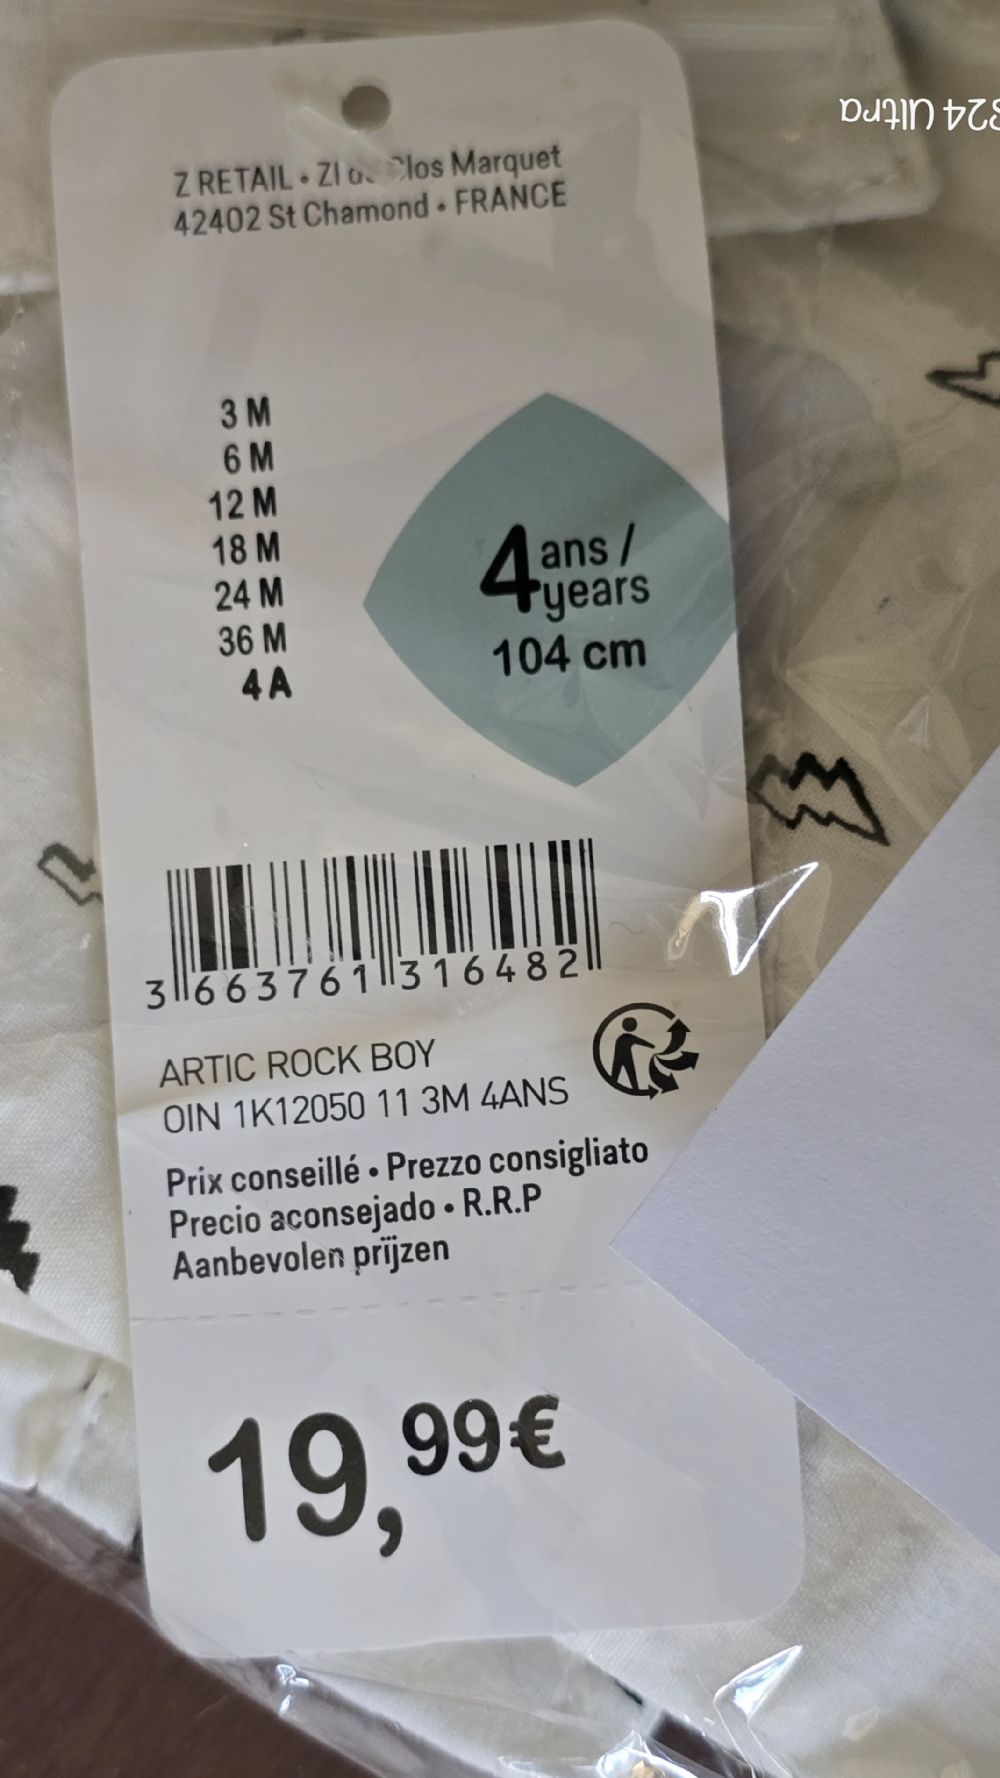 Z RETAIL • ZI Clos Marquet
42402 St Chamond • FRANCE
3 M
6 M
12 M
18 M
24 M
36 M
4 A
4 ans /
years
104 cm
3 663761 316482
ARTIC ROCK BOY
OIN 1K12050 11 3M 4ANS
Prix conseillé • Prezzo consigliato
Precio aconsejado • R.R.P
Aanbevolen prijzen
19,99€
S24 Ultra